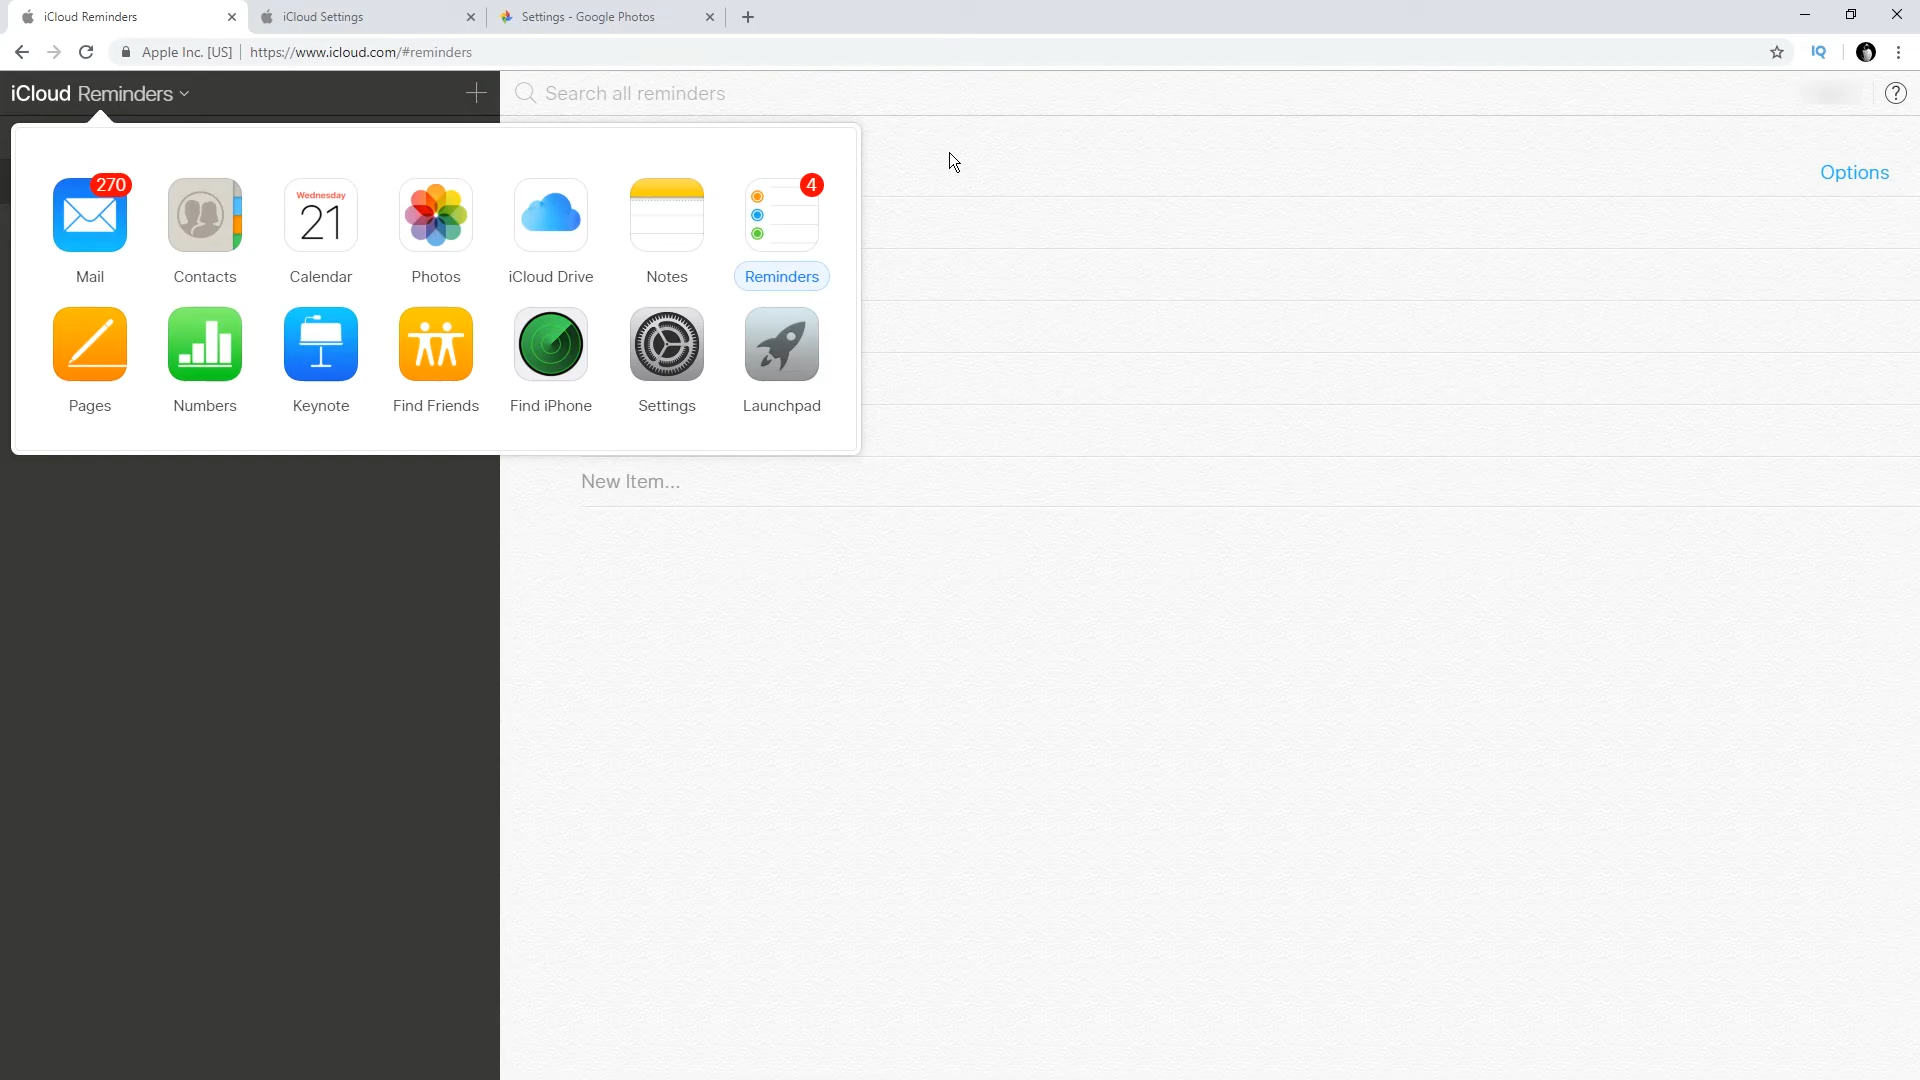 iCloud Reminders
iCloud Settings
Settings - Google Photos
Apple Inc. [US]
https://www.icloud.com/#reminders
IQ
iCloud Reminders
Search all reminders
?
Options
270
Wednesday
21
4
Mail
Contacts
Calendar
Photos
iCloud Drive
Notes
Reminders
Pages
Numbers
Keynote
Find Friends
Find iPhone
Settings
Launchpad
New Item...